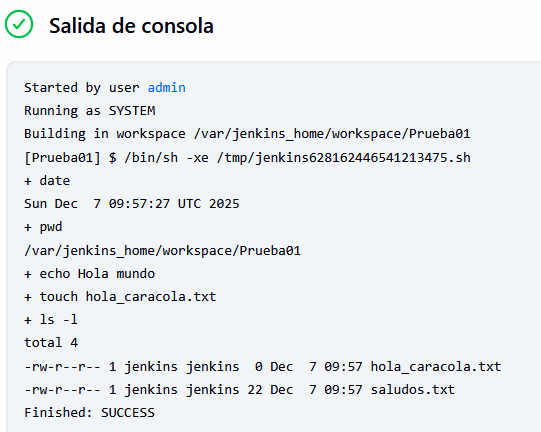 Salida de consola
Started by user admin
Running as SYSTEM
Building in workspace /var/jenkins_home/workspace/Prueba01
[Prueba01] $ /bin/sh -xe /tmp/jenkins628162446541213475.sh
+ date
Sun Dec  7 09:57:27 UTC 2025
+ pwd
/var/jenkins_home/workspace/Prueba01
+ echo Hola mundo
+ touch hola_caracola.txt
+ ls -l
total 4
-rw-r--r-- 1 jenkins jenkins  0 Dec  7 09:57 hola_caracola.txt
-rw-r--r-- 1 jenkins jenkins 22 Dec  7 09:57 saludos.txt
Finished: SUCCESS